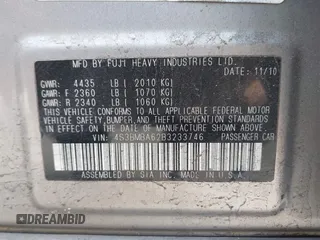 MFD. BY FUJI HEAVY INDUSTRIES LTD.
DATE: 11/10
GVWR: 4435 LB ( 2010 KG)
GAWR: F 2360 LB ( 1070 KG)
GAWR: R 2340 LB ( 1060 KG)
THIS VEHICLE CONFORMS TO ALL APPLICABLE FEDERAL MOTOR
VEHICLE SAFETY, BUMPER, AND THEFT PREVENTION STANDARDS
IN EFFECT ON THE DATE OF MANUFACTURE SHOWN ABOVE.
VIN: 4S3BMBA62B3233746 PASSENGER CAR
ASSEMBLED BY SIA INC. MADE IN U.S.A.
DREAMBID